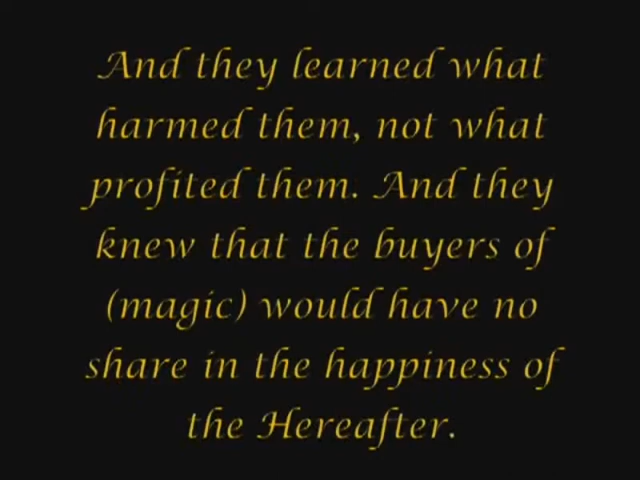 And they learned what
harmed them, not what
profited them. And they
knew that the buyers of
(magic) would have no
share in the happiness of
the Hereafter.